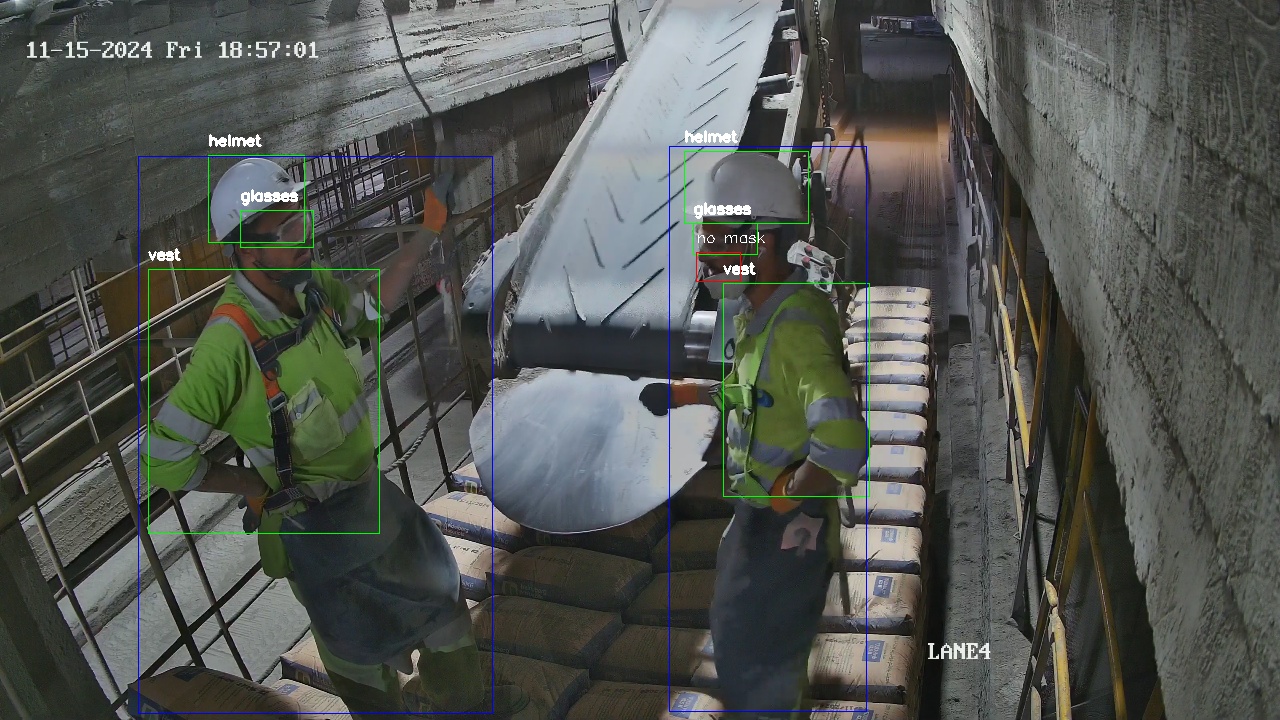 11-15-2024 Fri 18:57:01
helmet
helmet
glasses
glasses
no mask
vest
vest
LANE4